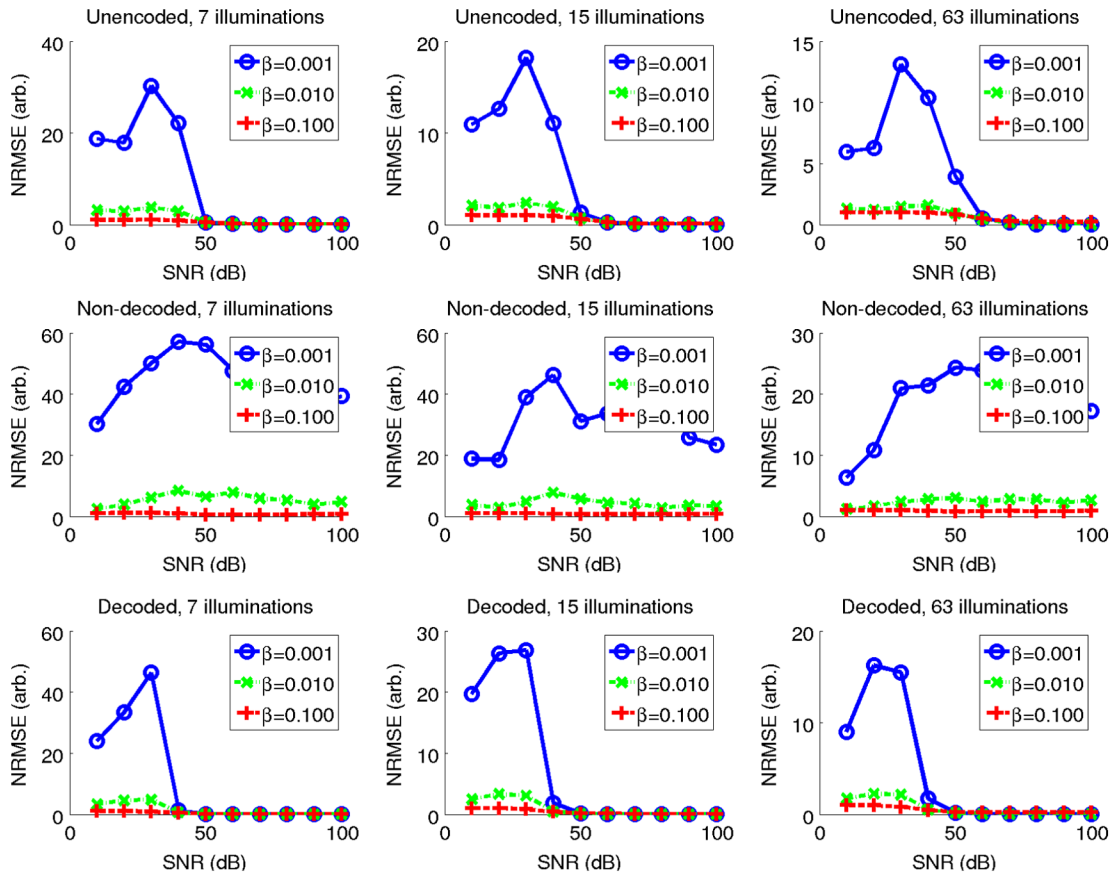 Unencoded, 7 illuminations
NRMSE (arb.)
40
20
0
0
50
100
SNR (dB)
β=0.001
β=0.010
β=0.100
Unencoded, 15 illuminations
NRMSE (arb.)
20
10
0
0
50
100
SNR (dB)
β=0.001
β=0.010
β=0.100
Unencoded, 63 illuminations
NRMSE (arb.)
15
10
5
0
0
50
100
SNR (dB)
β=0.001
β=0.010
β=0.100
Non-decoded, 7 illuminations
NRMSE (arb.)
60
40
20
0
0
50
100
SNR (dB)
β=0.001
β=0.010
β=0.100
Non-decoded, 15 illuminations
NRMSE (arb.)
60
40
20
0
0
50
100
SNR (dB)
β=0.001
β=0.010
β=0.100
Non-decoded, 63 illuminations
NRMSE (arb.)
30
20
10
0
0
50
100
SNR (dB)
β=0.001
β=0.010
β=0.100
Decoded, 7 illuminations
NRMSE (arb.)
60
40
20
0
0
50
100
SNR (dB)
β=0.001
β=0.010
β=0.100
Decoded, 15 illuminations
NRMSE (arb.)
30
20
10
0
0
50
100
SNR (dB)
β=0.001
β=0.010
β=0.100
Decoded, 63 illuminations
NRMSE (arb.)
20
10
0
0
50
100
SNR (dB)
β=0.001
β=0.010
β=0.100